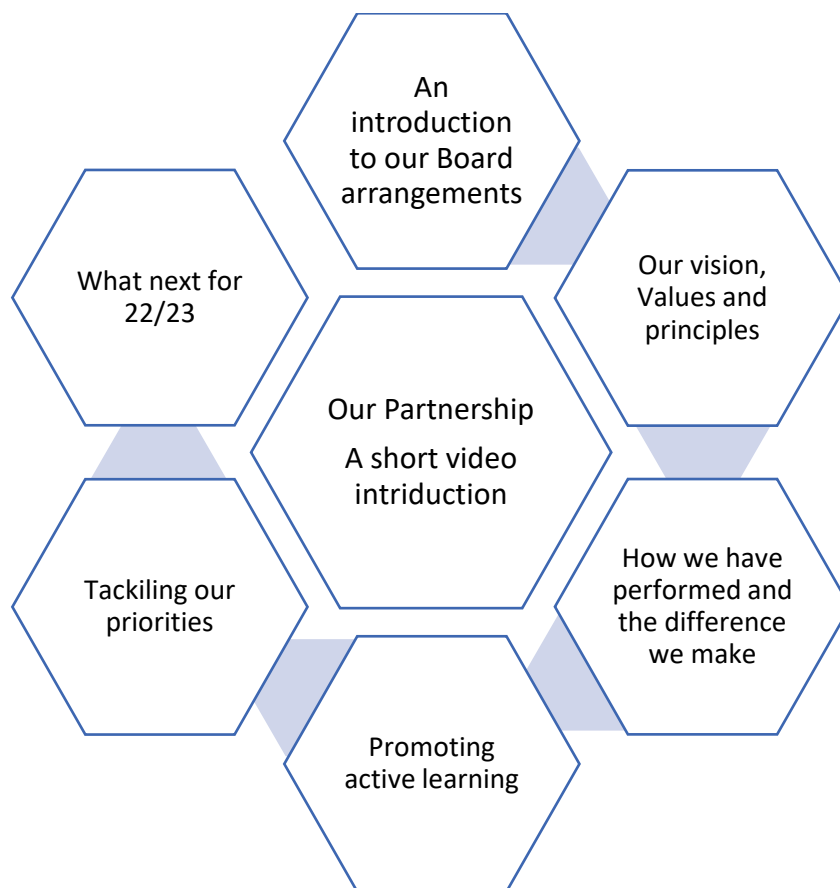 An
introduction
to our Board
arrangements
Our vision,
Values and
principles
How we have
performed and
the difference
we make
Promoting
active learning
Tackiling our
priorities
What next for
22/23
Our Partnership
A short video
intriduction